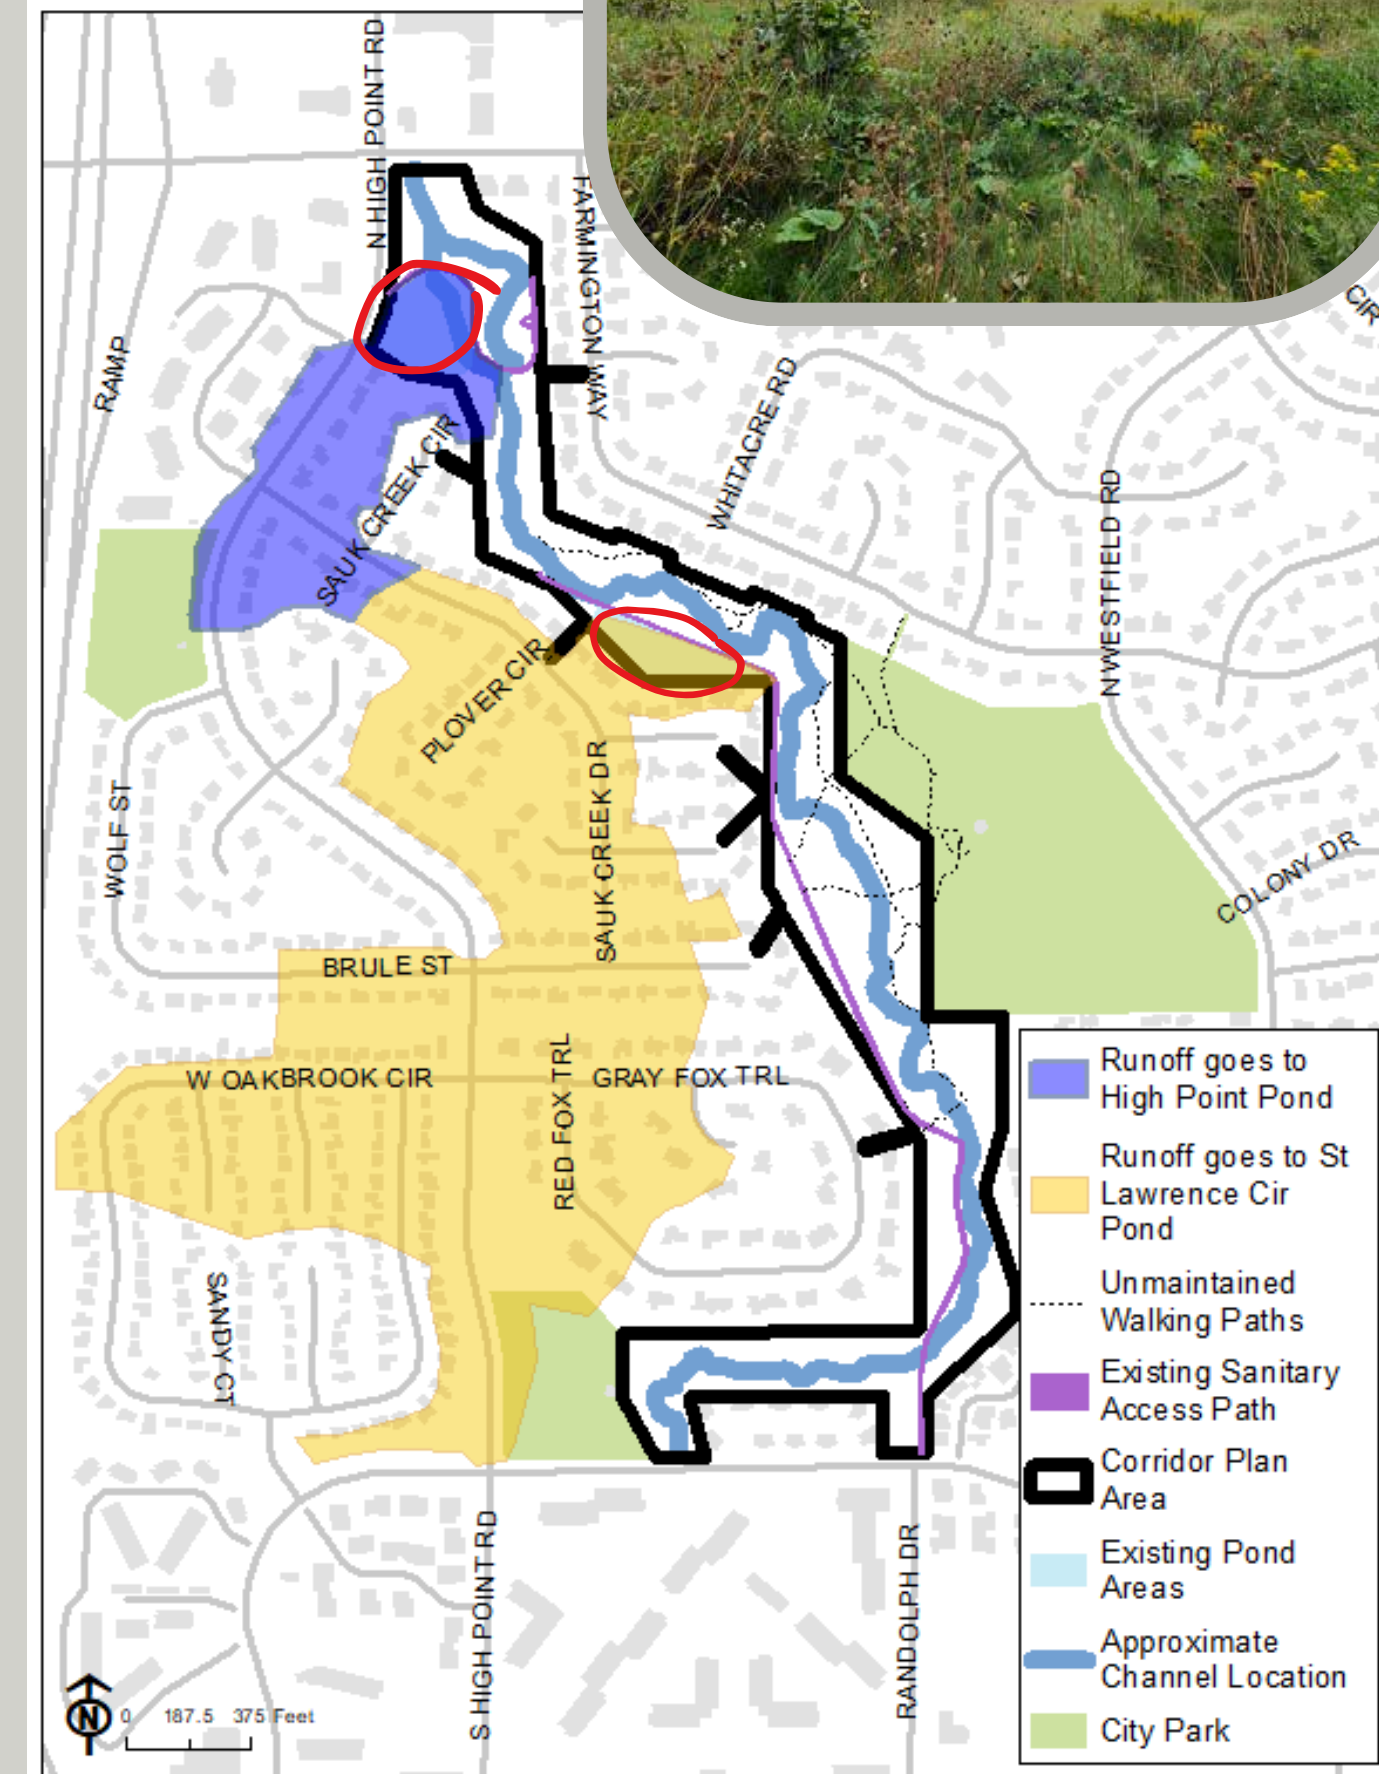 N HIGH POINT RD
FARMINGTON WAY
CIR
RAMP
WHITACRE RD
SAUK CREEK CIR
N WESTFIELD RD
PLOVER CIR
SAUK CREEK DR
WOLF ST
COLONY DR
BRULE ST
W OAKBROOK CIR
GRAY FOX TRL
RED FOX TRL
SANDY CT
S HIGH POINT RD
RANDOLPH DR
N
0 187.5 375 Feet
Runoff goes to
High Point Pond
Runoff goes to St
Lawrence Cir
Pond
Unmaintained
Walking Paths
Existing Sanitary
Access Path
Corridor Plan
Area
Existing Pond
Areas
Approximate
Channel Location
City Park